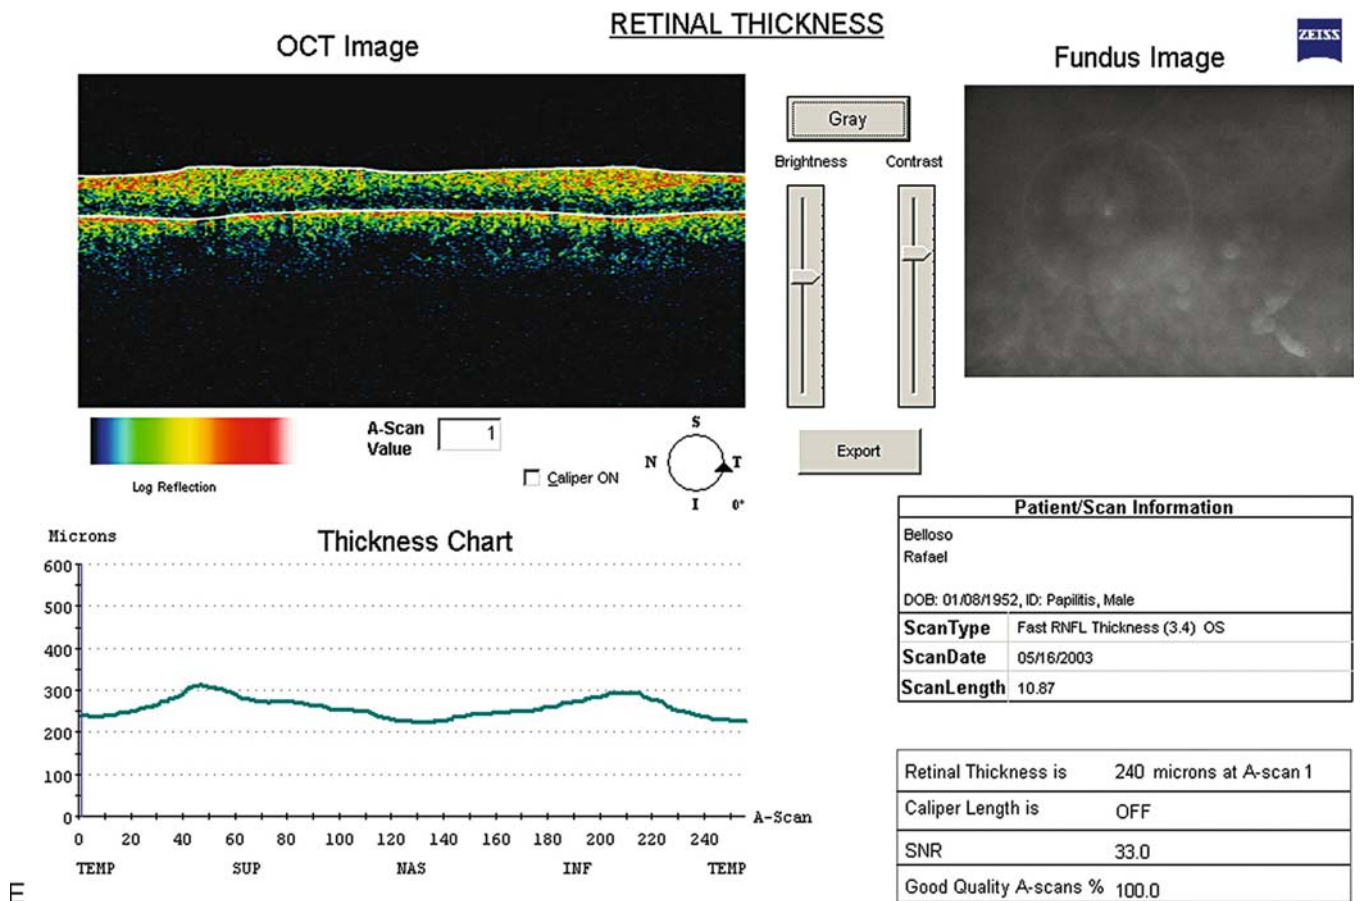 RETINAL THICKNESS
ZEISS
OCT Image
Fundus Image
Gray
Brightness
Contrast
A-Scan
Value
1
Caliper ON
S
N
T
I
0°
Export
Log Reflection
Patient/Scan Information
Belloso
Rafael
DOB: 01/08/1952, ID: Papilitis, Male
ScanType Fast RNFL Thickness (3.4) OS
ScanDate 05/16/2003
ScanLength 10.87
Microns
Thickness Chart
600
500
400
300
200
100
0
A-Scan
0 20 40 60 80 100 120 140 160 180 200 220 240
TEMP SUP NAS INF TEMP
Retinal Thickness is 240 microns at A-scan 1
Caliper Length is OFF
SNR 33.0
Good Quality A-scans % 100.0
E